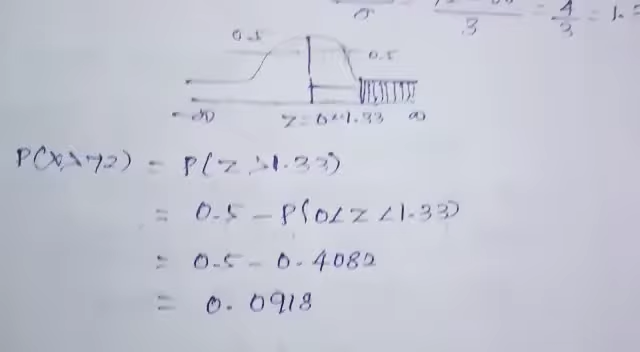 σ 3 = 4/3 = 1.
0.5 0.5
-∞ z=0 1.33 ∞
P(x>72) = P(z>1.33)
= 0.5 - P(0<z<1.33)
= 0.5 - 0.4082
= 0.0918